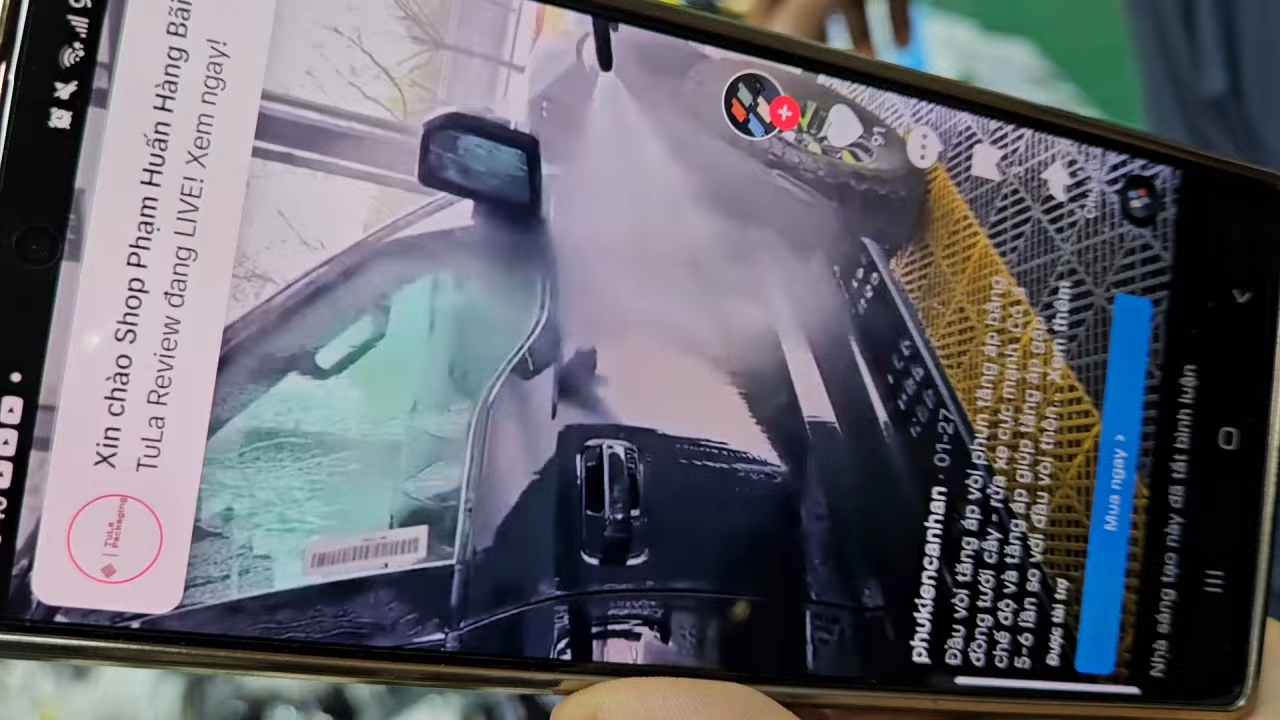 Xin chào Shop Phạm Huấn Hàng Bãi
TuLa Review đang LIVE! Xem ngay!
TuLa
Packaging
91
phukiencanhan · 01-27
Đầu vòi tăng áp vòi phun tăng áp bằng
đồng tưới cây - rửa xe cực mạnh Có
chế độ và tăng áp giúp tăng áp
5-6 lần so với đầu vòi thôn... Xem thêm
Được tài trợ
Mua ngay >
Nhà sáng tạo này đã tắt bình luận